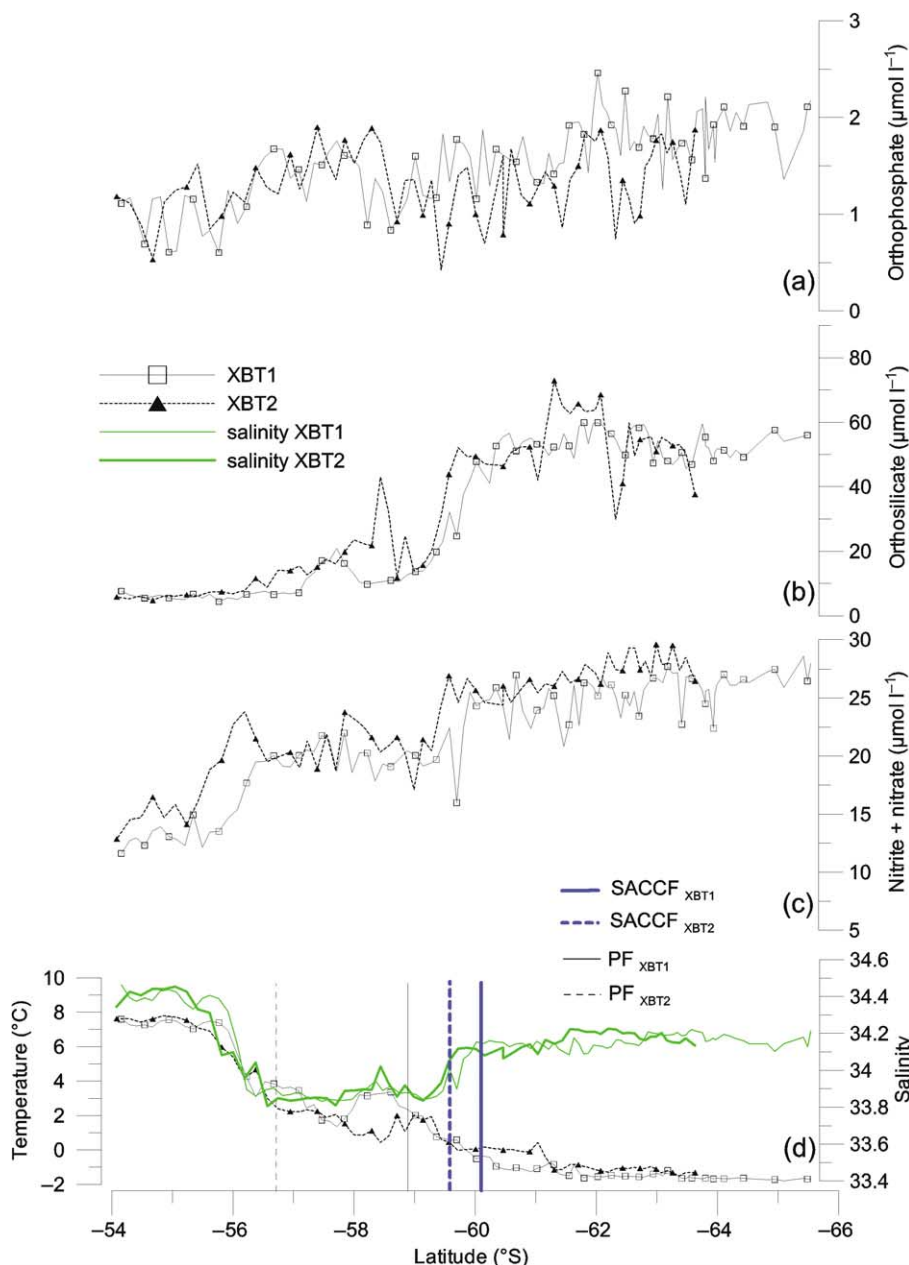 3
2
1
0
Orthophosphate (µmol l⁻¹)
(a)
XBT1
XBT2
salinity XBT1
salinity XBT2
80
60
40
20
0
Orthosilicate (µmol l⁻¹)
(b)
30
25
20
15
10
5
Nitrite + nitrate (µmol l⁻¹)
(c)
SACCF XBT1
SACCF XBT2
PF XBT1
PF XBT2
10
8
6
4
2
0
–2
Temperature (°C)
34.6
34.4
34.2
34
33.8
33.6
33.4
Salinity
(d)
–54 –56 –58 –60 –62 –64 –66
Latitude (°S)